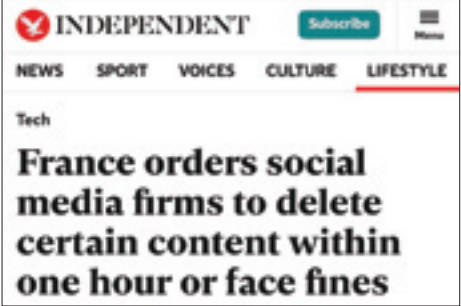 INDEPENDENT Subscribe Menu
NEWS SPORT VOICES CULTURE LIFESTYLE
Tech
France orders social
media firms to delete
certain content within
one hour or face fines